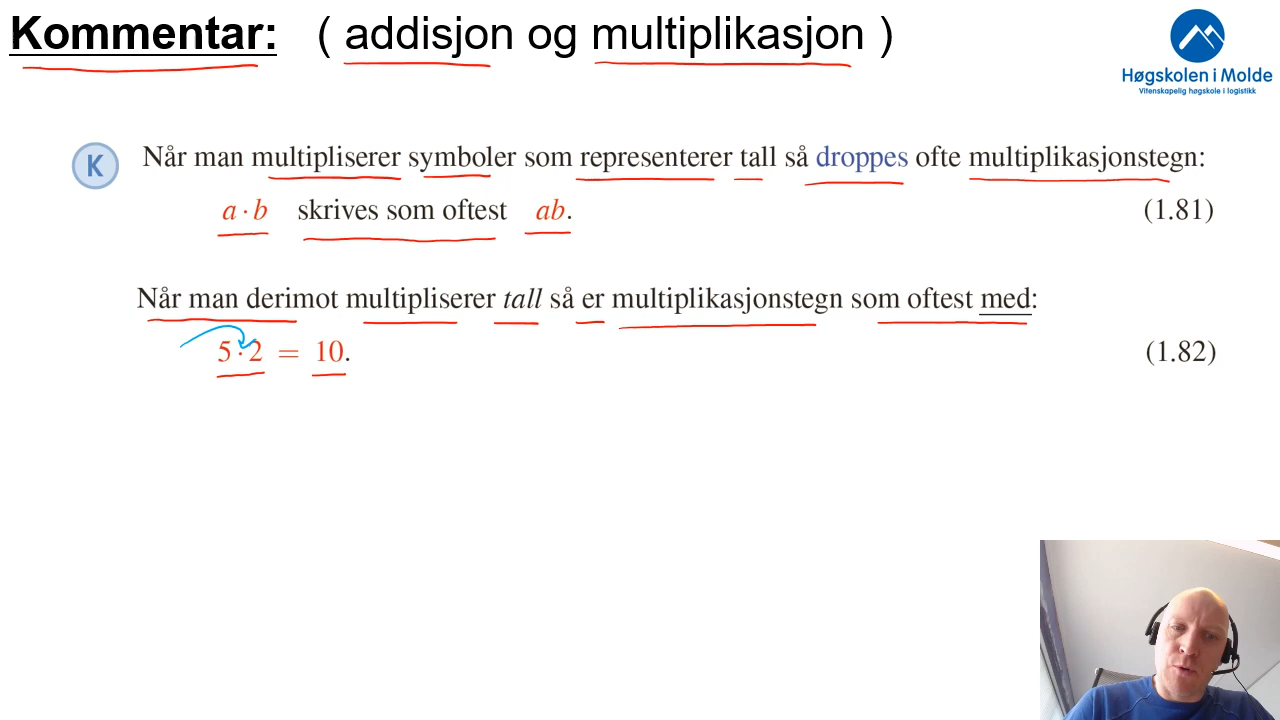 Kommentar: ( addisjon og multiplikasjon )
Høgskolen i Molde
Vitenskapelig høgskole i logistikk
K Når man multipliserer symboler som representerer tall så droppes ofte multiplikasjonstegn:
a · b skrives som oftest ab. (1.81)
Når man derimot multipliserer tall så er multiplikasjonstegn som oftest med:
5 · 2 = 10. (1.82)